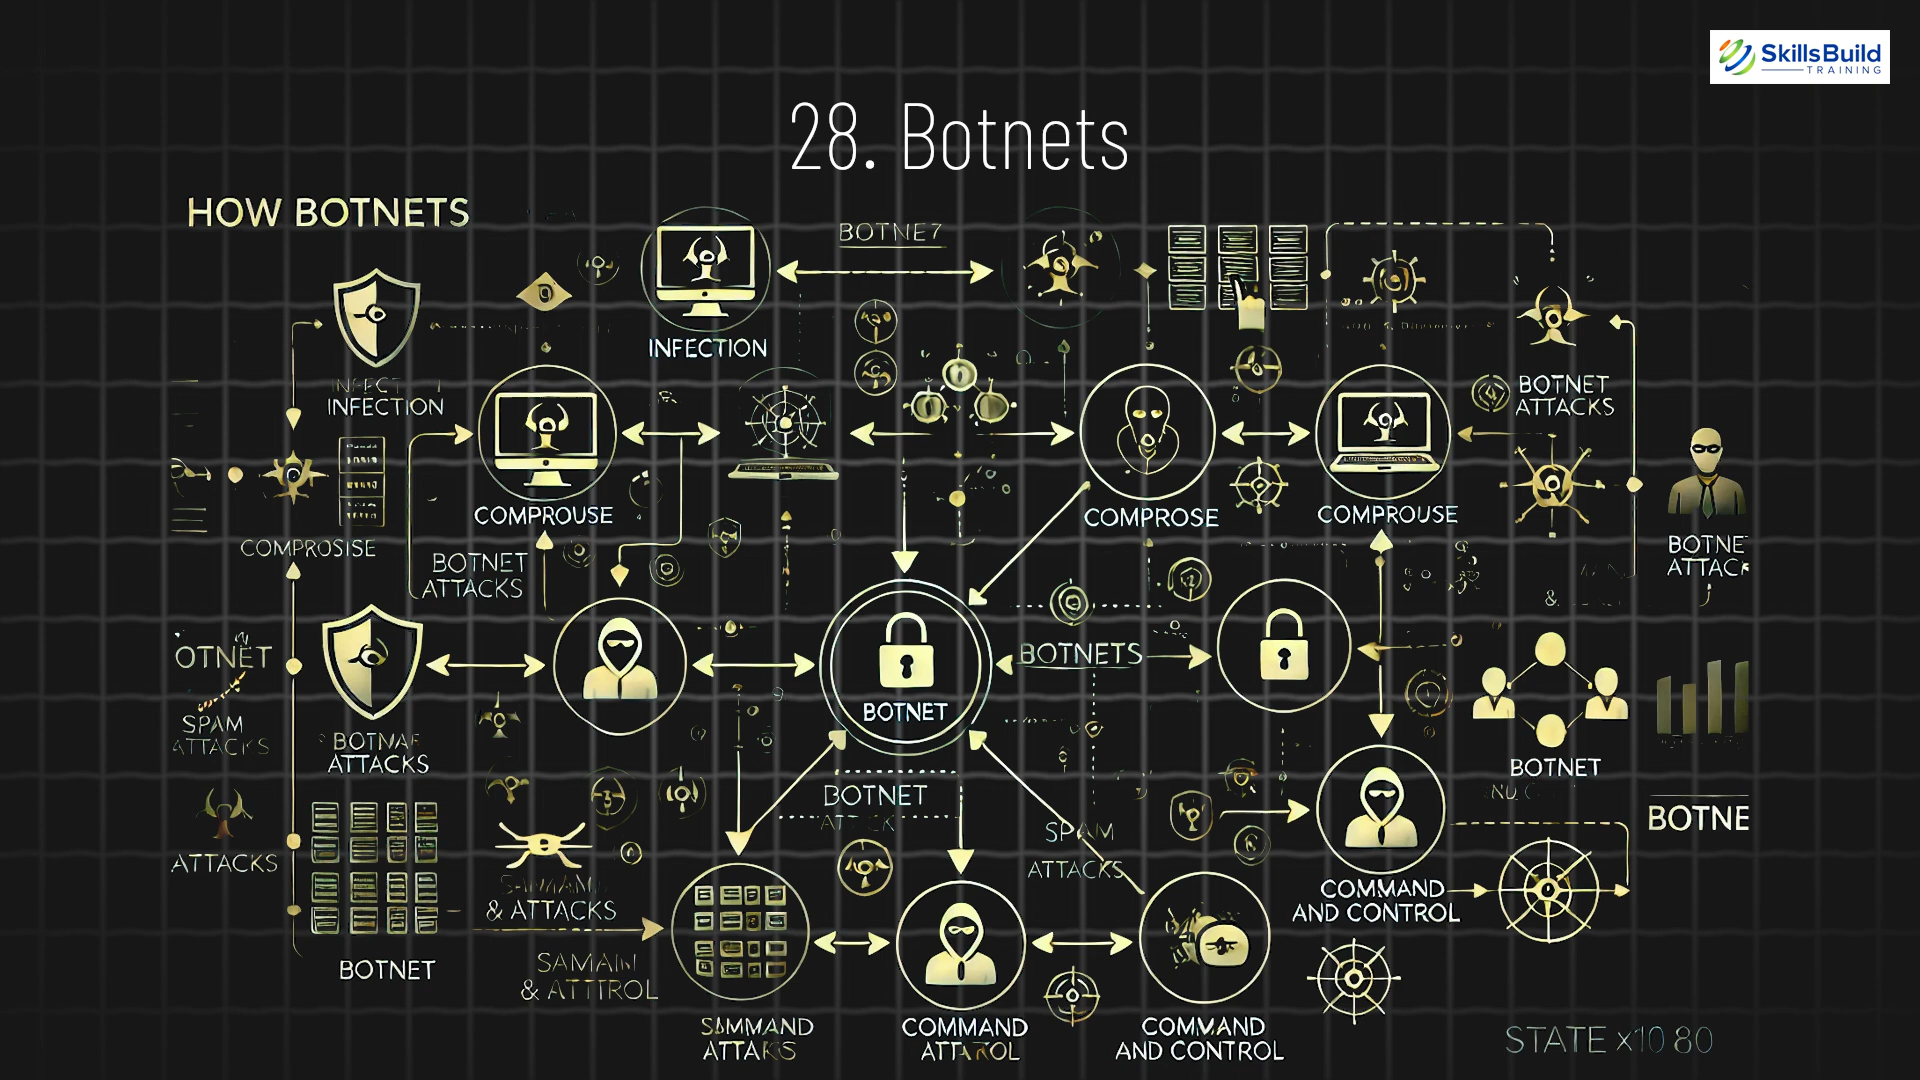 SkillsBuild
TRAINING
28. Botnets
HOW BOTNETS
BOTNE7
INFECTION
INFECTION
BOTNET
ATTACKS
COMPROUSE
COMPROSE
COMPROUSE
COMPROSISE
BOTNET
ATTACKS
BOTNE
ATTACK
OTNET
BOTNETS
SPAM
ATTACKS
BOTNET
BOTNAF
ATTACKS
BOTNET
BOTNET
BOTNE
SPAM
ATTACKS
ATTACKS
COMMAND
AND CONTROL
& ATTACKS
BOTNET
SAMAIN
& ATTTROL
SAMMAND
ATTAKS
COMMAND
ATTAROL
COMMAND
AND CONTROL
STATE x10 80